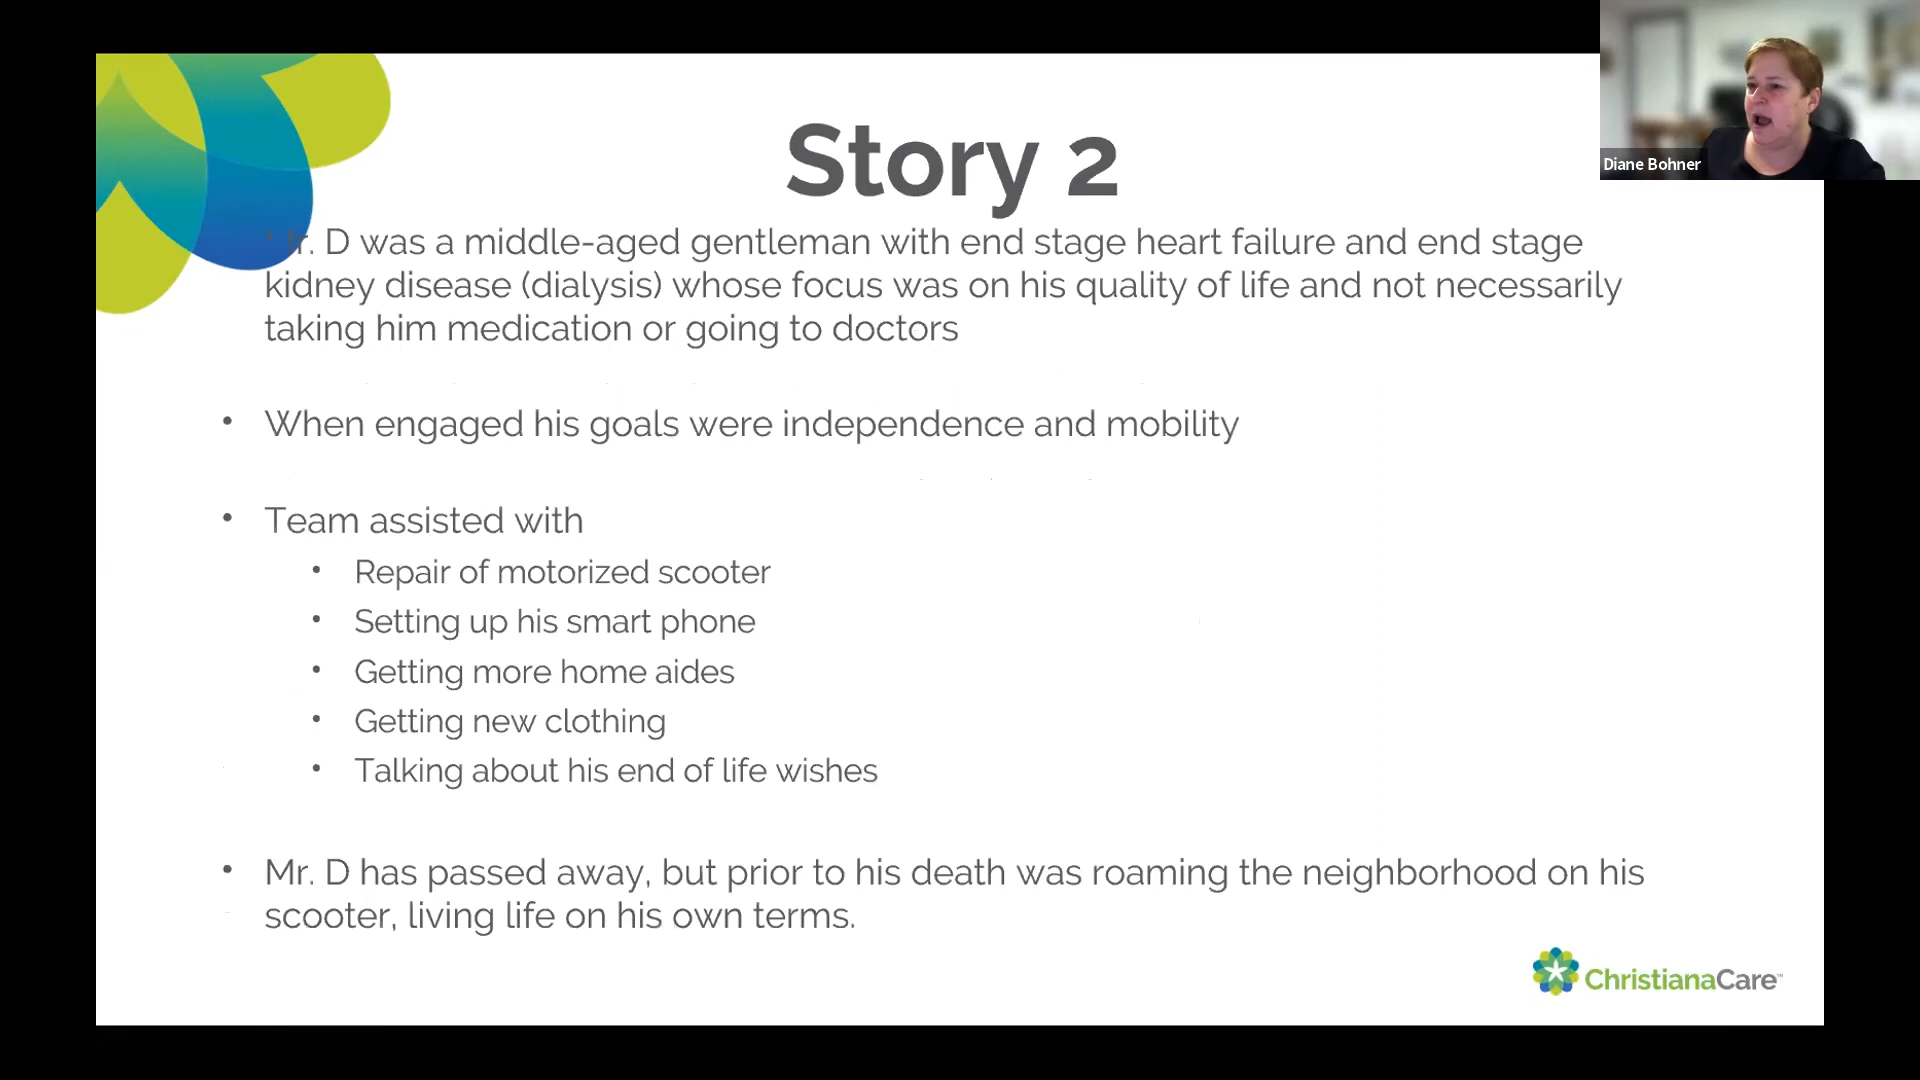 Story 2
Diane Bohner
Mr. D was a middle-aged gentleman with end stage heart failure and end stage
kidney disease (dialysis) whose focus was on his quality of life and not necessarily
taking him medication or going to doctors
• When engaged his goals were independence and mobility
• Team assisted with
• Repair of motorized scooter
• Setting up his smart phone
• Getting more home aides
• Getting new clothing
• Talking about his end of life wishes
• Mr. D has passed away, but prior to his death was roaming the neighborhood on his
scooter, living life on his own terms.
ChristianaCare™